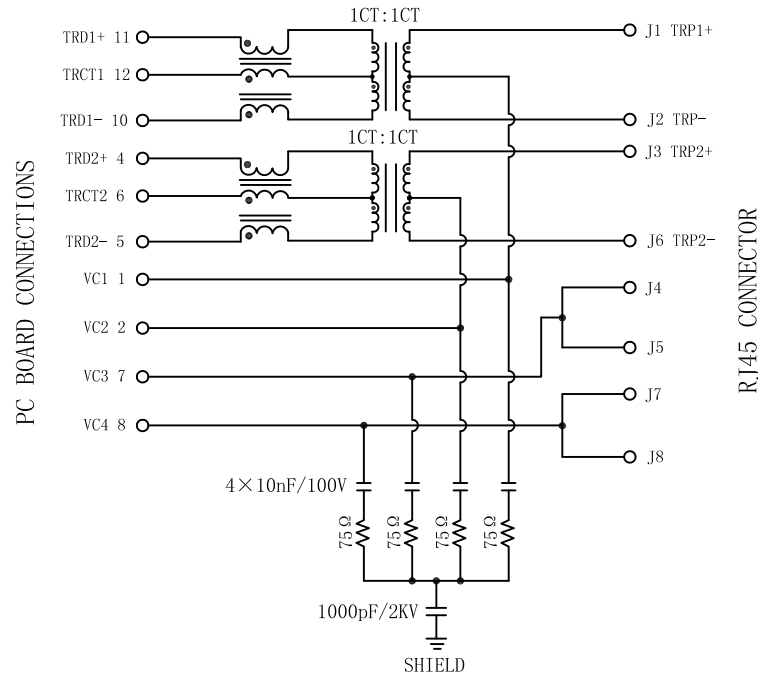 1CT:1CT
TRD1+ 11
J1 TRP1+
TRCT1 12
TRD1- 10
J2 TRP-
1CT:1CT
TRD2+ 4
J3 TRP2+
TRCT2 6
TRD2- 5
J6 TRP2-
VC1 1
J4
VC2 2
J5
VC3 7
J7
VC4 8
J8
PC BOARD CONNECTIONS
RJ45 CONNECTOR
4×10nF/100V
75Ω
75Ω
75Ω
75Ω
1000pF/2KV
SHIELD